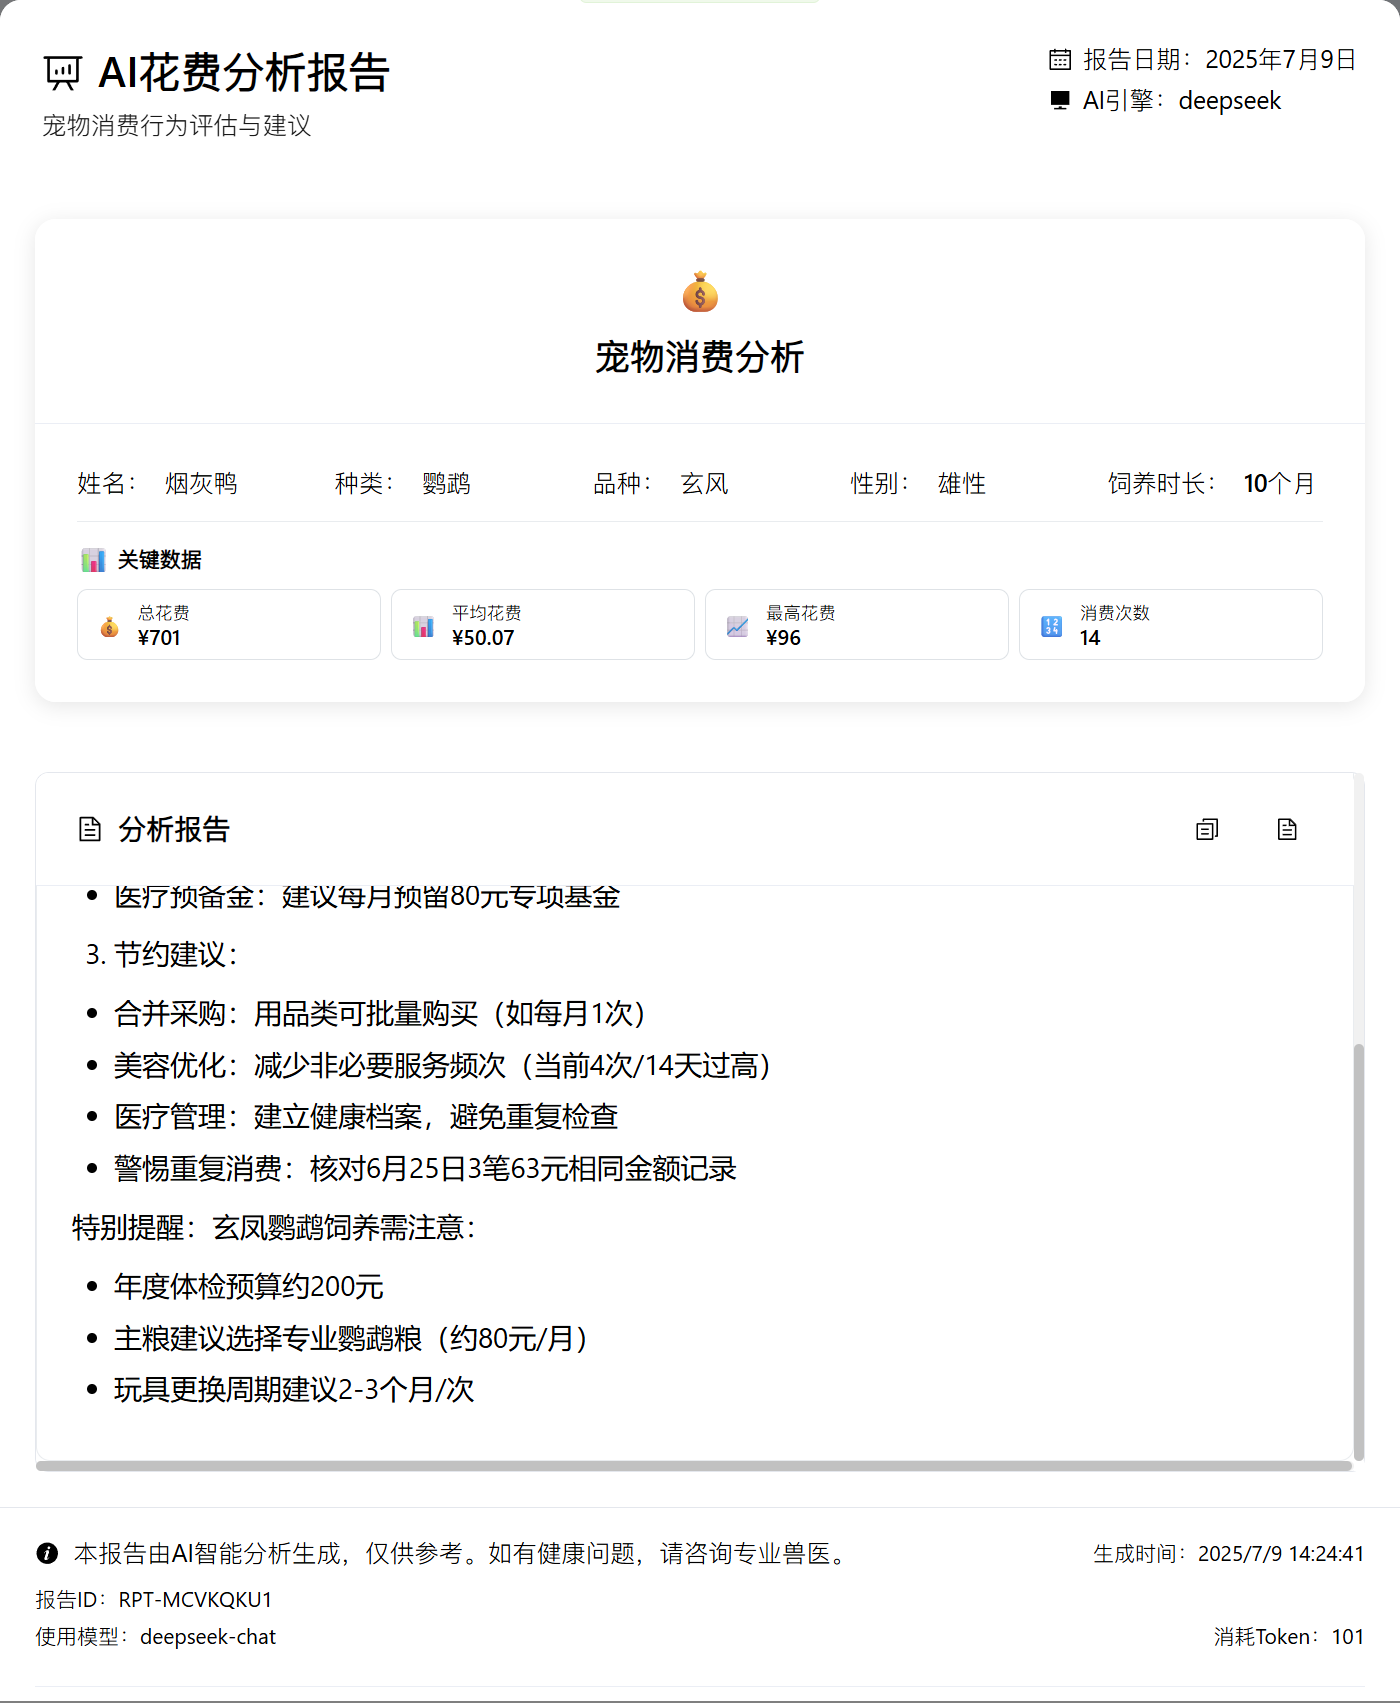 AI花费分析报告
宠物消费行为评估与建议
报告日期：2025年7月9日
AI引擎：deepseek
宠物消费分析
姓名：烟灰鸭
种类：鹦鹉
品种：玄风
性别：雄性
饲养时长：10个月
关键数据
总花费
¥701
平均花费
¥50.07
最高花费
¥96
消费次数
14
分析报告
• 医疗预备金：建议每月预留80元专项基金
3. 节约建议：
• 合并采购：用品类可批量购买（如每月1次）
• 美容优化：减少非必要服务频次（当前4次/14天过高）
• 医疗管理：建立健康档案，避免重复检查
• 警惕重复消费：核对6月25日3笔63元相同金额记录
特别提醒：玄凤鹦鹉饲养需注意：
• 年度体检预算约200元
• 主粮建议选择专业鹦鹉粮（约80元/月）
• 玩具更换周期建议2-3个月/次
本报告由AI智能分析生成，仅供参考。如有健康问题，请咨询专业兽医。
生成时间：2025/7/9 14:24:41
报告ID：RPT-MCVKQKU1
使用模型：deepseek-chat
消耗Token：101